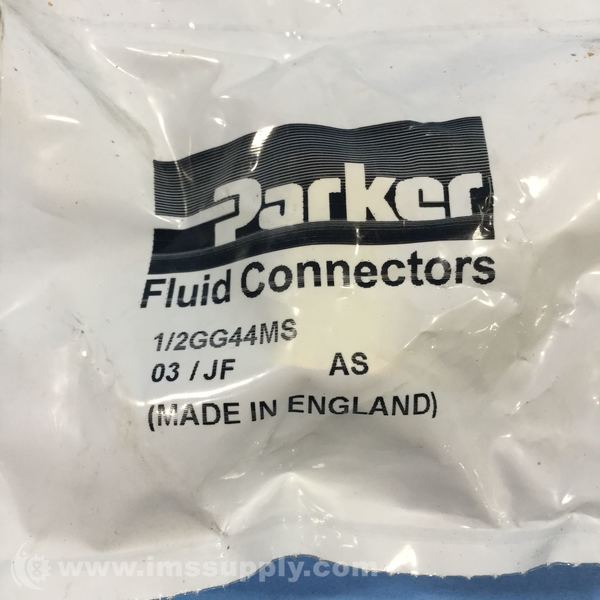 Parker
Fluid Connectors
1/2GG44MS
03 / JF AS
(MADE IN ENGLAND)
www.imssupply.com